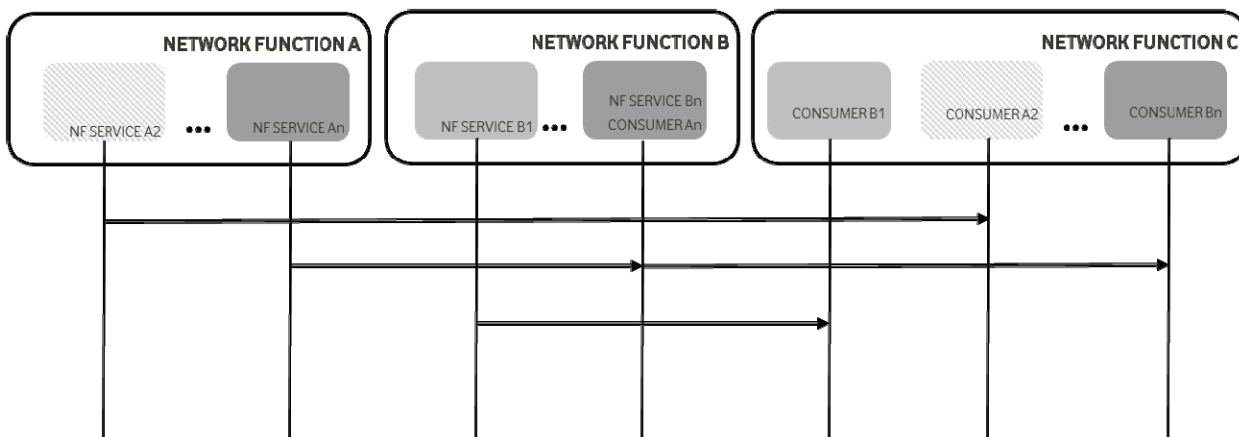 NETWORK FUNCTION A
NF SERVICE A2
•••
NF SERVICE An
NETWORK FUNCTION B
NF SERVICE B1
•••
NF SERVICE Bn
CONSUMER An
NETWORK FUNCTION C
CONSUMER B1
CONSUMER A2
•••
CONSUMER Bn